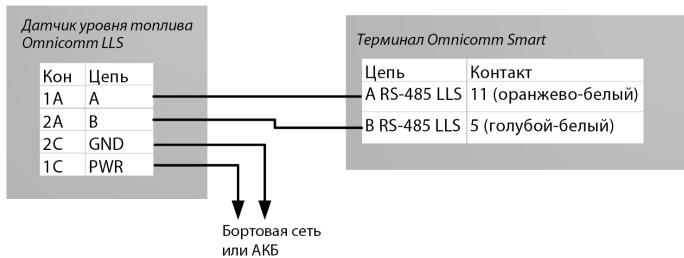 Датчик уровня топлива
Omnicomm LLS
Кон Цепь
1A A
2A B
2C GND
1C PWR
Терминал Omnicomm Smart
Цепь Контакт
A RS-485 LLS 11 (оранжево-белый)
B RS-485 LLS 5 (голубой-белый)
Бортовая сеть
или АКБ